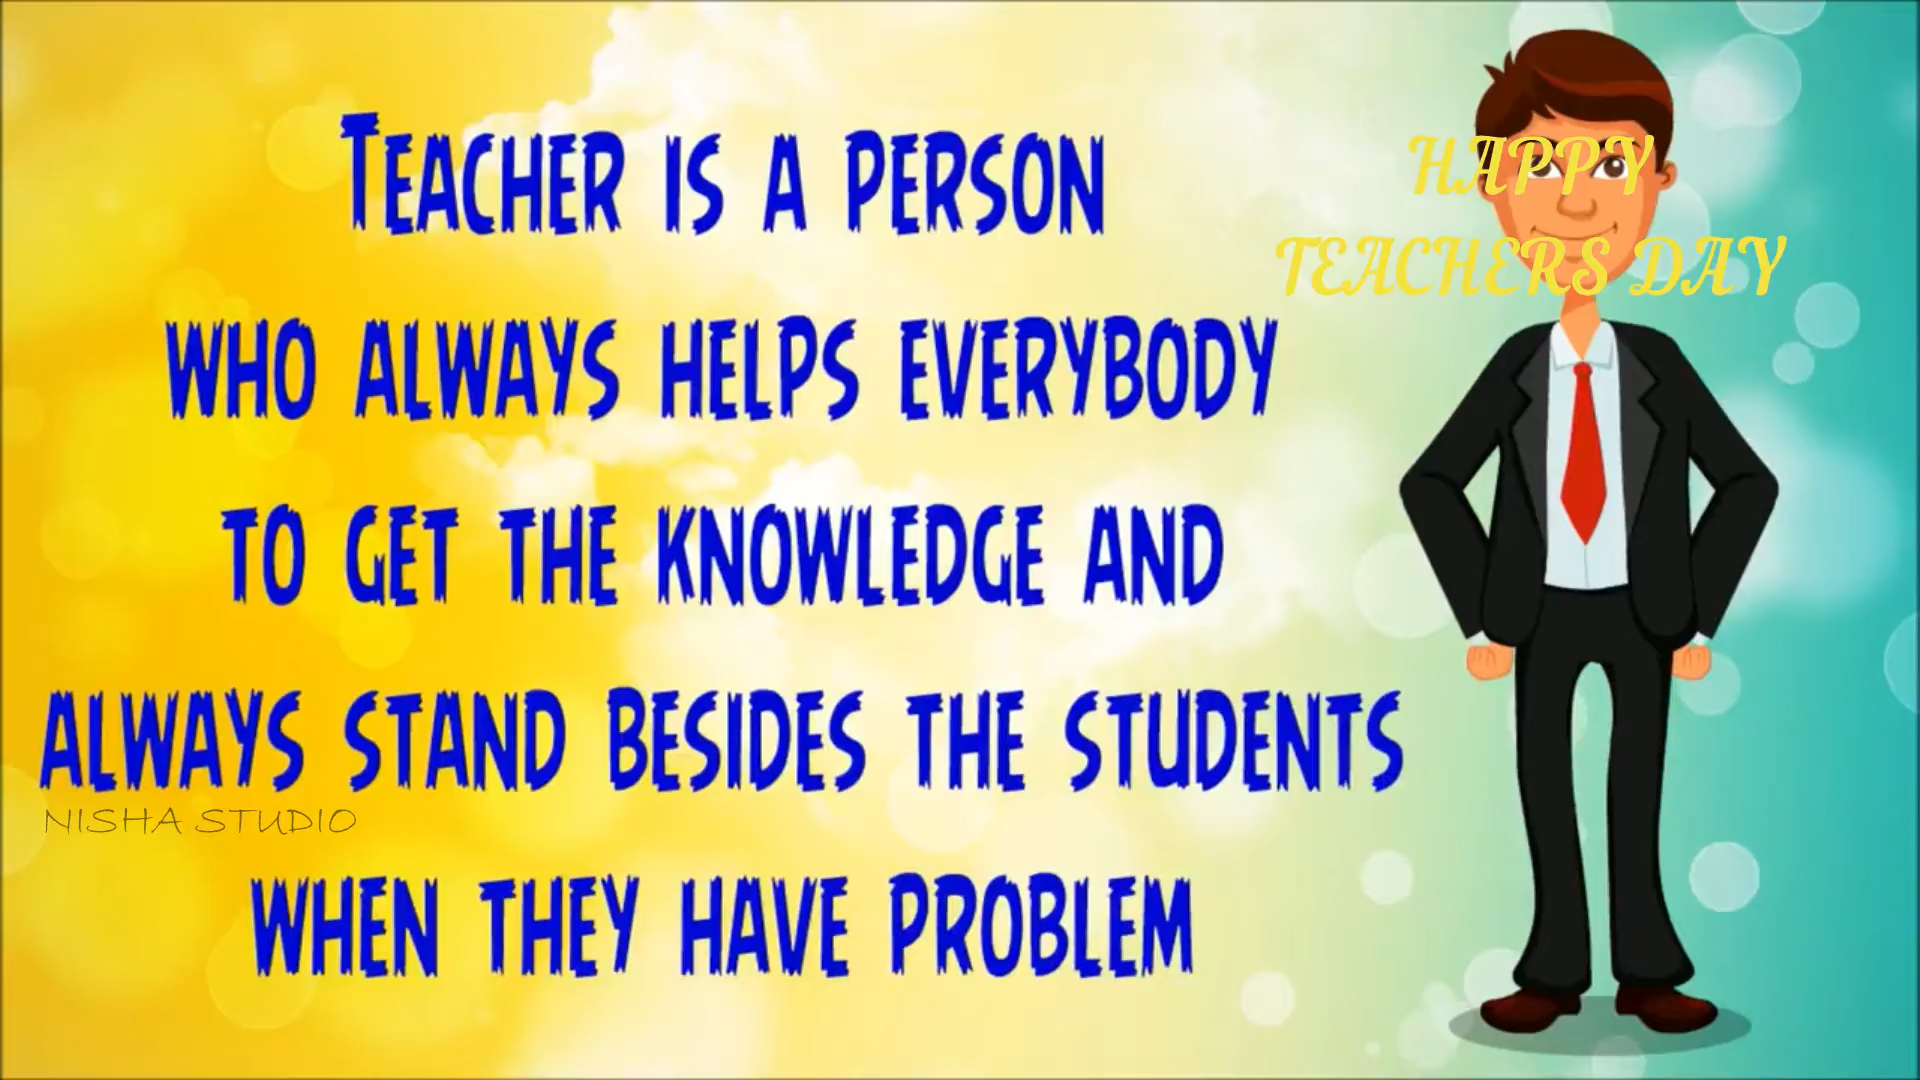 Teacher is a person
who always helps everybody
to get the knowledge and
always stand besides the students
when they have problem
NISHA STUDIO
HAPPY
TEACHERS DAY